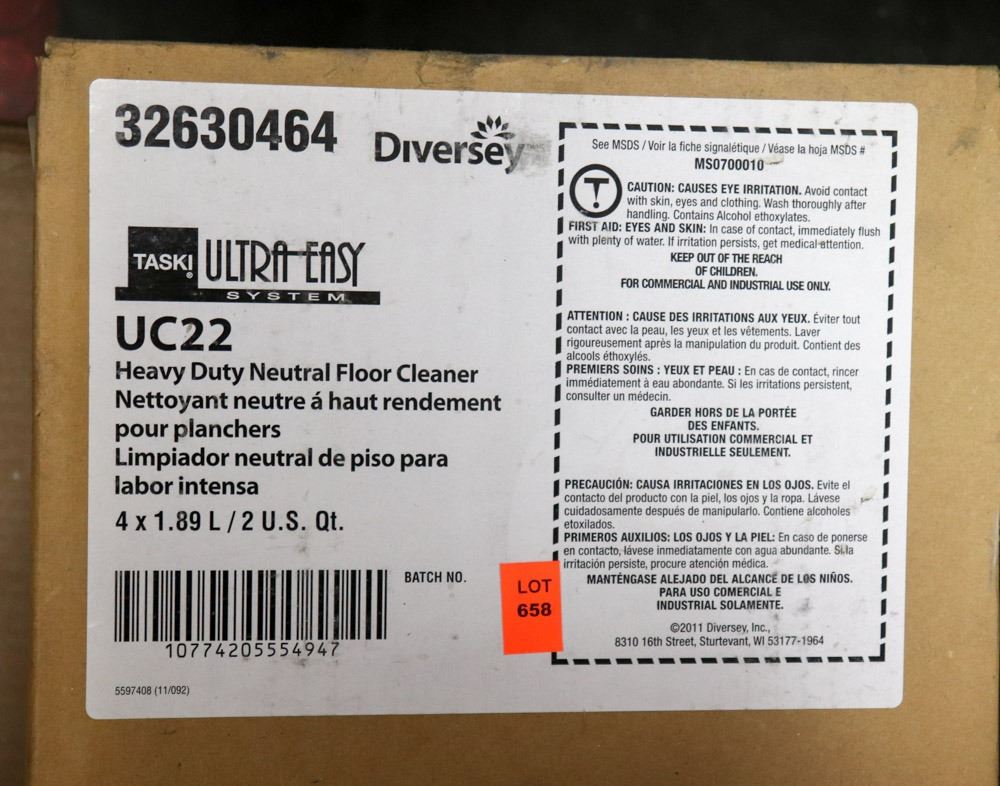 32630464
Diversey
TASKI ULTRA-EASY
SYSTEM
UC22
Heavy Duty Neutral Floor Cleaner
Nettoyant neutre á haut rendement
pour planchers
Limpiador neutral de piso para
labor intensa
4 x 1.89 L / 2 U.S. Qt.
BATCH NO.
10774205554947
5597408 (11/092)
LOT
658
See MSDS / Voir la fiche signalétique / Véase la hoja MSDS #
MS0700010
T
CAUTION: CAUSES EYE IRRITATION. Avoid contact
with skin, eyes and clothing. Wash thoroughly after
handling. Contains Alcohol ethoxylates.
FIRST AID: EYES AND SKIN: In case of contact, immediately flush
with plenty of water. If irritation persists, get medical attention.
KEEP OUT OF THE REACH
OF CHILDREN.
FOR COMMERCIAL AND INDUSTRIAL USE ONLY.
ATTENTION : CAUSE DES IRRITATIONS AUX YEUX. Éviter tout
contact avec la peau, les yeux et les vêtements. Laver
rigoureusement après la manipulation du produit. Contient des
alcools éthoxylés.
PREMIERS SOINS : YEUX ET PEAU : En cas de contact, rincer
immédiatement à eau abondante. Si les irritations persistent,
consulter un médecin.
GARDER HORS DE LA PORTÉE
DES ENFANTS.
POUR UTILISATION COMMERCIAL ET
INDUSTRIELLE SEULEMENT.
PRECAUCIÓN: CAUSA IRRITACIONES EN LOS OJOS. Evite el
contacto del producto con la piel, los ojos y la ropa. Lávese
cuidadosamente después de manipularlo. Contiene alcoholes
etoxilados.
PRIMEROS AUXILIOS: LOS OJOS Y LA PIEL: En caso de ponerse
en contacto, lávese inmediatamente con agua abundante. Si la
irritación persiste, procure atención médica.
MANTÉNGASE ALEJADO DEL ALCANCE DE LOS NIÑOS.
PARA USO COMERCIAL E
INDUSTRIAL SOLAMENTE.
©2011 Diversey, Inc.,
8310 16th Street, Sturtevant, WI 53177-1964